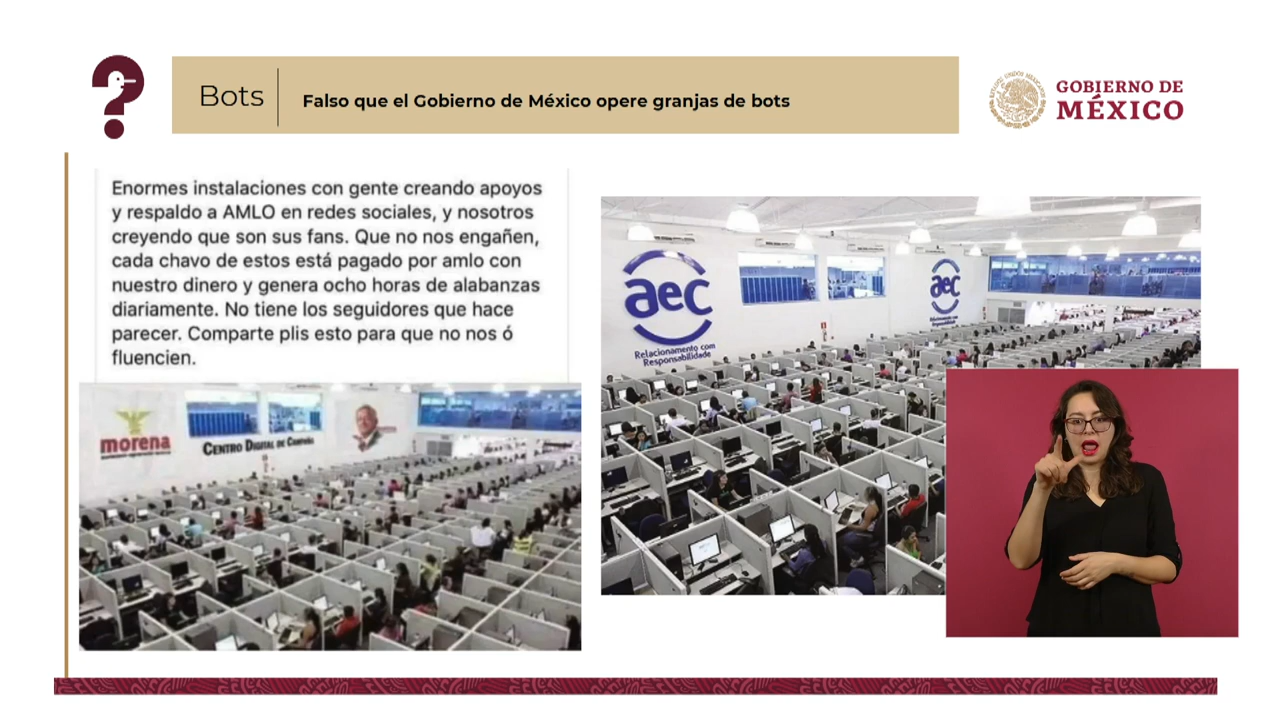 Bots
Falso que el Gobierno de México opere granjas de bots
GOBIERNO DE
MÉXICO
Enormes instalaciones con gente creando apoyos
y respaldo a AMLO en redes sociales, y nosotros
creyendo que son sus fans. Que no nos engañen,
cada chavo de estos está pagado por amlo con
nuestro dinero y genera ocho horas de alabanzas
diariamente. No tiene los seguidores que hace
parecer. Comparte plis esto para que no nos ó
fluencien.
morena
CENTRO DIGITAL DE CAMPAÑA
aec
Relacionamento com
Responsabilidade
aec
Relacionamento com
Responsabilidade